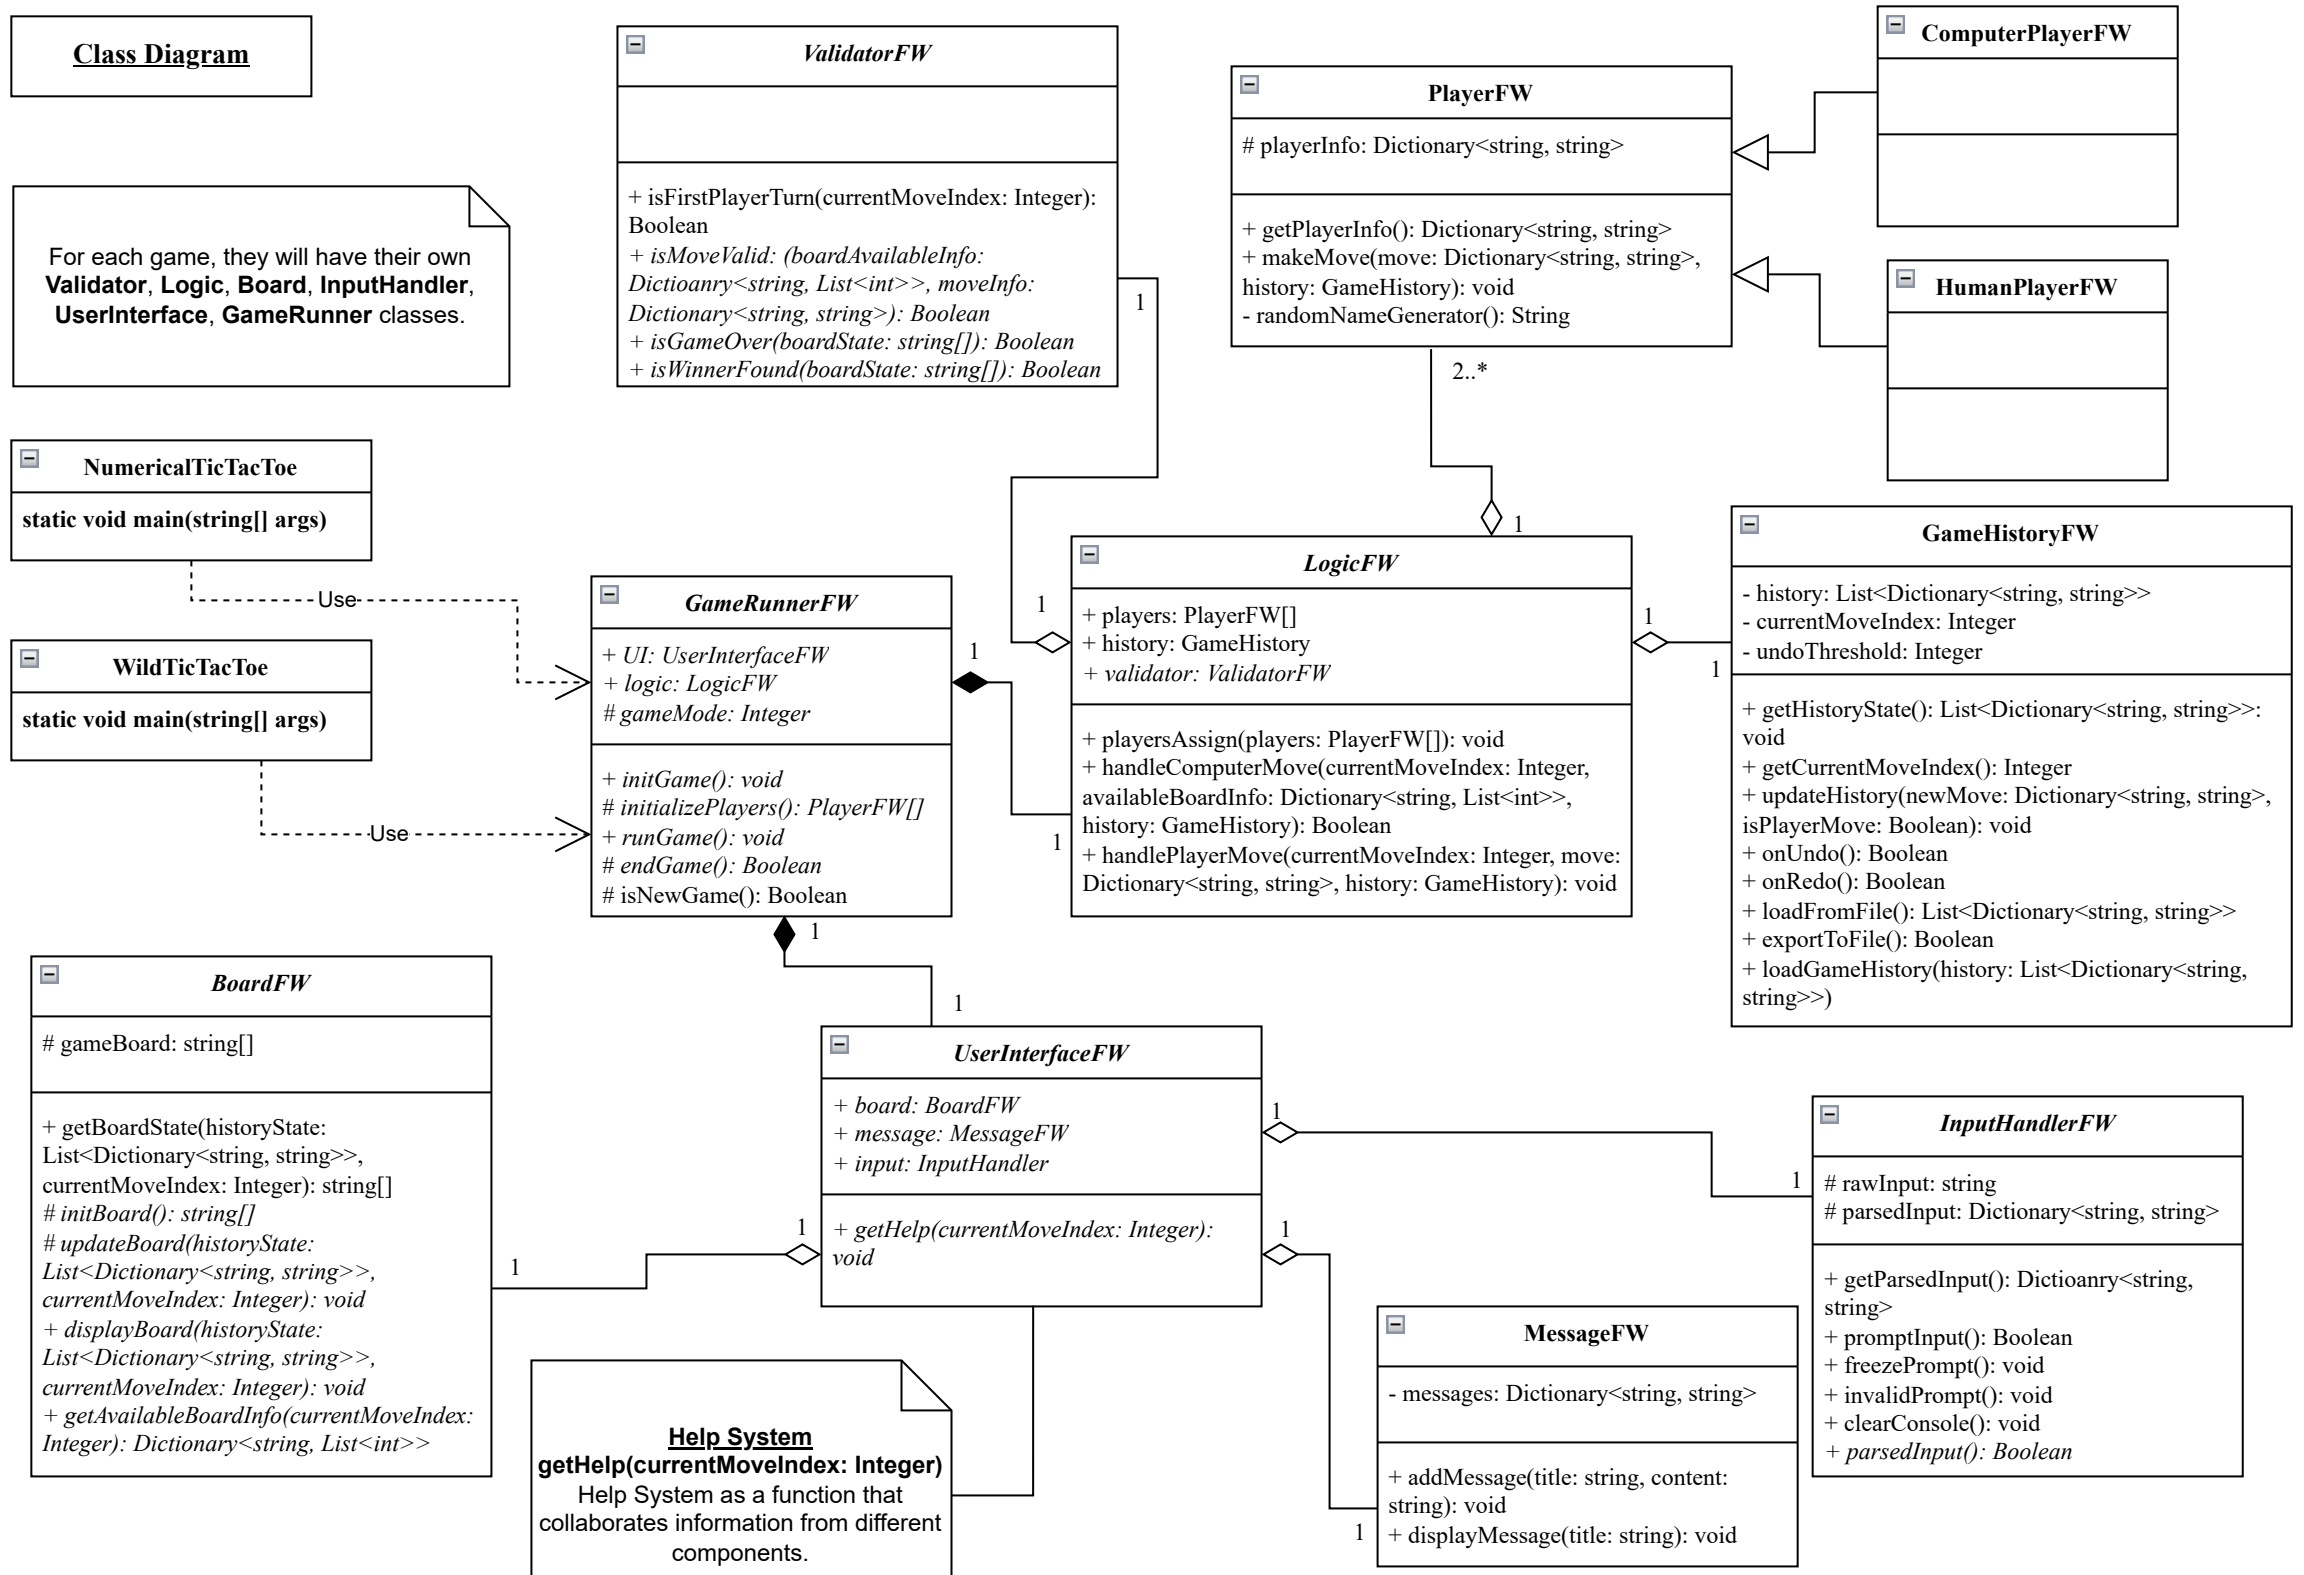 Class Diagram
For each game, they will have their own
Validator, Logic, Board, InputHandler,
UserInterface, GameRunner classes.
ValidatorFW
+ isFirstPlayerTurn(currentMoveIndex: Integer):
Boolean
+ isMoveValid: (boardAvailableInfo:
Dictioanry<string, List<int>>, moveInfo:
Dictionary<string, string>): Boolean
+ isGameOver(boardState: string[]): Boolean
+ isWinnerFound(boardState: string[]): Boolean
1
PlayerFW
# playerInfo: Dictionary<string, string>
+ getPlayerInfo(): Dictionary<string, string>
+ makeMove(move: Dictionary<string, string>,
history: GameHistory): void
- randomNameGenerator(): String
2..*
ComputerPlayerFW
HumanPlayerFW
NumericalTicTacToe
static void main(string[] args)
Use
WildTicTacToe
static void main(string[] args)
Use
GameRunnerFW
+ UI: UserInterfaceFW
+ logic: LogicFW
# gameMode: Integer
+ initGame(): void
# initializePlayers(): PlayerFW[]
+ runGame(): void
# endGame(): Boolean
# isNewGame(): Boolean
1
1
1
1
1
1
LogicFW
+ players: PlayerFW[]
+ history: GameHistory
+ validator: ValidatorFW
+ playersAssign(players: PlayerFW[]): void
+ handleComputerMove(currentMoveIndex: Integer,
availableBoardInfo: Dictionary<string, List<int>>,
history: GameHistory): Boolean
+ handlePlayerMove(currentMoveIndex: Integer, move:
Dictionary<string, string>, history: GameHistory): void
1
GameHistoryFW
- history: List<Dictionary<string, string>>
- currentMoveIndex: Integer
- undoThreshold: Integer
+ getHistoryState(): List<Dictionary<string, string>>:
void
+ getCurrentMoveIndex(): Integer
+ updateHistory(newMove: Dictionary<string, string>,
isPlayerMove: Boolean): void
+ onUndo(): Boolean
+ onRedo(): Boolean
+ loadFromFile(): List<Dictionary<string, string>>
+ exportToFile(): Boolean
+ loadGameHistory(history: List<Dictionary<string,
string>>)
BoardFW
# gameBoard: string[]
+ getBoardState(historyState:
List<Dictionary<string, string>>,
currentMoveIndex: Integer): string[]
# initBoard(): string[]
# updateBoard(historyState:
List<Dictionary<string, string>>,
currentMoveIndex: Integer): void
+ displayBoard(historyState:
List<Dictionary<string, string>>,
currentMoveIndex: Integer): void
+ getAvailableBoardInfo(currentMoveIndex:
Integer): Dictionary<string, List<int>>
1
1
UserInterfaceFW
+ board: BoardFW
+ message: MessageFW
+ input: InputHandler
+ getHelp(currentMoveIndex: Integer):
void
1
1
1
1
Help System
getHelp(currentMoveIndex: Integer)
Help System as a function that
collaborates information from different
components.
MessageFW
- messages: Dictionary<string, string>
+ addMessage(title: string, content:
string): void
+ displayMessage(title: string): void
InputHandlerFW
# rawInput: string
# parsedInput: Dictionary<string, string>
+ getParsedInput(): Dictioanry<string,
string>
+ promptInput(): Boolean
+ freezePrompt(): void
+ invalidPrompt(): void
+ clearConsole(): void
+ parsedInput(): Boolean